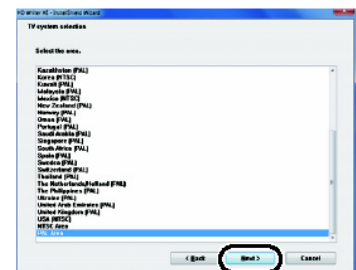 HD Writer AE - InstallShield Wizard
TV system selection
Select the area.
Kazakhstan (PAL)
Korea (NTSC)
Kuwait (PAL)
Malaysia (PAL)
Mexico (NTSC)
New Zealand (PAL)
Norway (PAL)
Oman (PAL)
Portugal (PAL)
Saudi Arabia (PAL)
Singapore (PAL)
South Africa (PAL)
Spain (PAL)
Sweden (PAL)
Switzerland (PAL)
Thailand (PAL)
The Netherlands/Holland (PAL)
The Philippines (PAL)
Ukraine (PAL)
United Arab Emirates (PAL)
United Kingdom (PAL)
USA (NTSC)
NTSC Area
PAL Area
< Back
Next >
Cancel